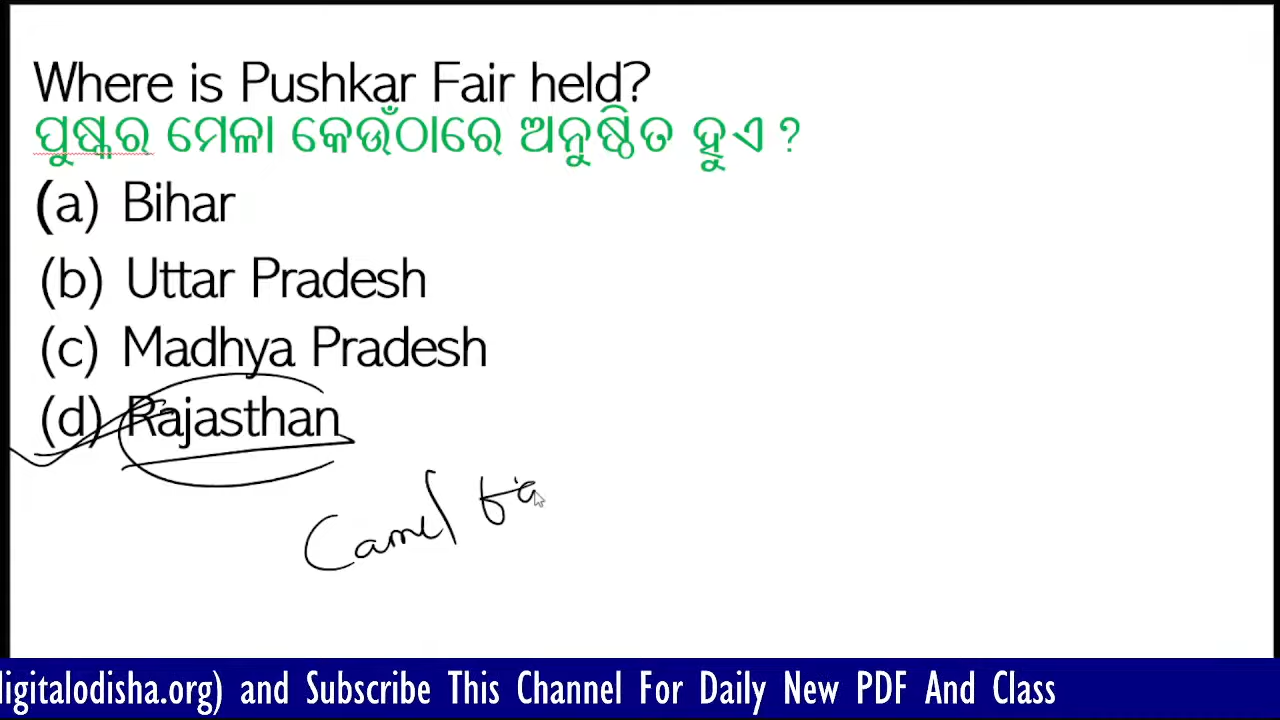 Where is Pushkar Fair held?
ପୁଷ୍କର ମେଳା କେଉଁଠାରେ ଅନୁଷ୍ଠିତ ହୁଏ ?
(a) Bihar
(b) Uttar Pradesh
(c) Madhya Pradesh
(d) Rajasthan
Camel
digitalodisha.org) and Subscribe This Channel For Daily New PDF And Class